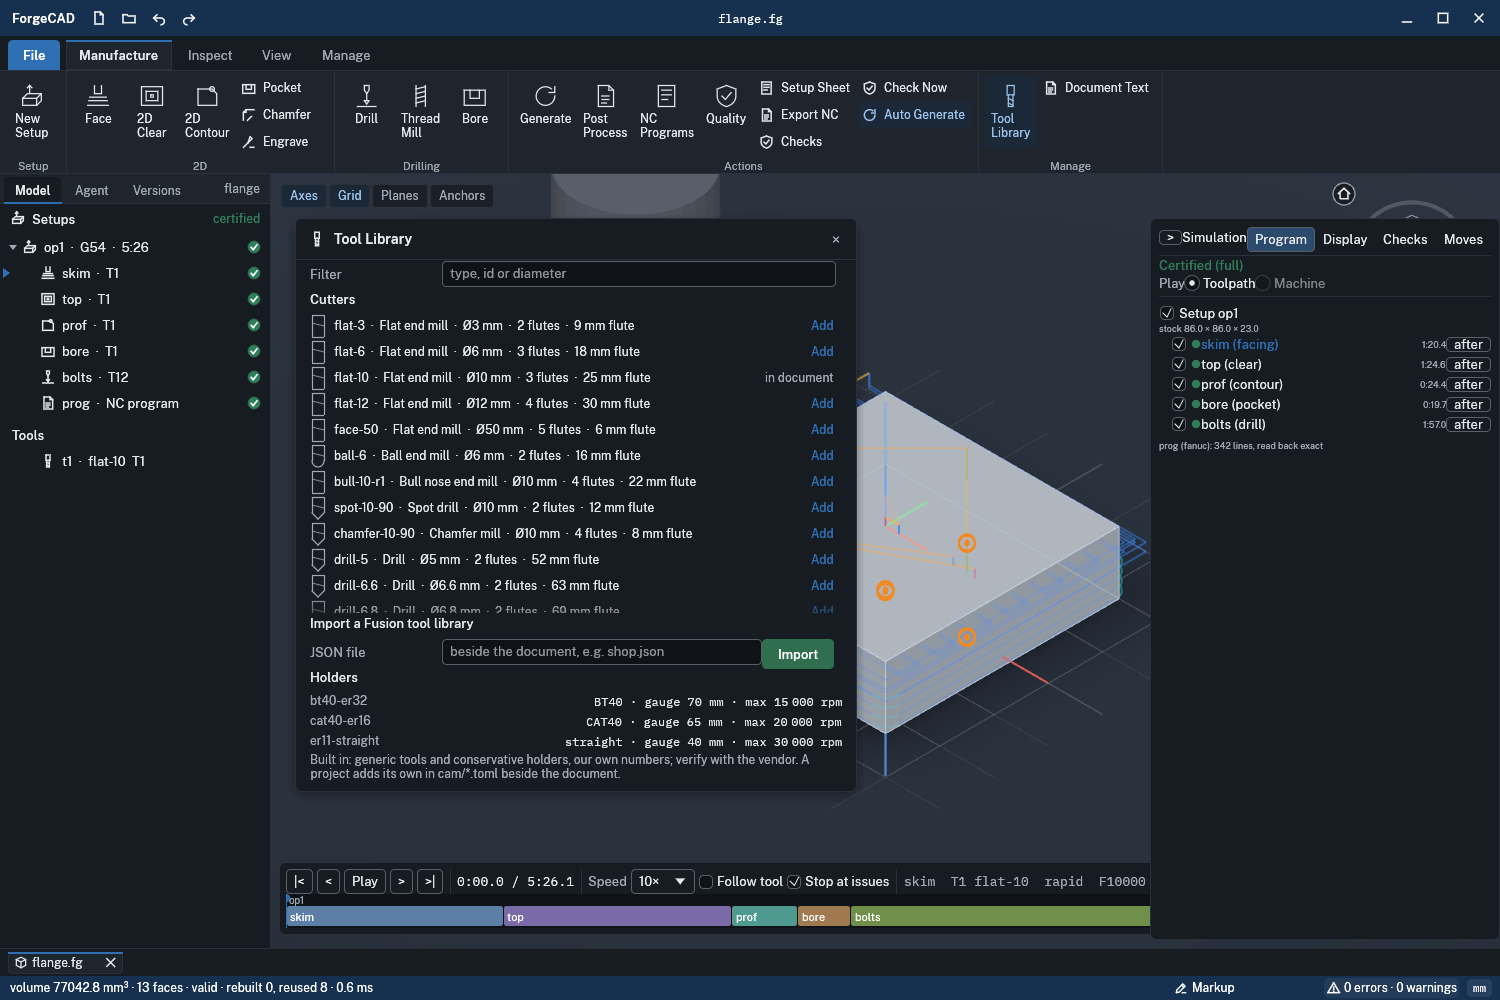 ForgeCAD
flange.fg
File Manufacture Inspect View Manage
New Setup
Face
2D Clear
2D Contour
Pocket
Chamfer
Engrave
Drill
Thread Mill
Bore
Generate
Post Process
NC Programs
Quality
Setup Sheet
Export NC
Checks
Check Now
Auto Generate
Tool Library
Document Text
Setup 2D Drilling Actions Manage
Model Agent Versions flange
Setups certified
op1 · G54 · 5:26
skim · T1
top · T1
prof · T1
bore · T1
bolts · T12
prog · NC program
Tools
t1 · flat-10 T1
Axes Grid Planes Anchors
Tool Library ×
Filter type, id or diameter
Cutters
flat-3 · Flat end mill · Ø3 mm · 2 flutes · 9 mm flute Add
flat-6 · Flat end mill · Ø6 mm · 3 flutes · 18 mm flute Add
flat-10 · Flat end mill · Ø10 mm · 3 flutes · 25 mm flute in document
flat-12 · Flat end mill · Ø12 mm · 4 flutes · 30 mm flute Add
face-50 · Flat end mill · Ø50 mm · 5 flutes · 6 mm flute Add
ball-6 · Ball end mill · Ø6 mm · 2 flutes · 16 mm flute Add
bull-10-r1 · Bull nose end mill · Ø10 mm · 4 flutes · 22 mm flute Add
spot-10-90 · Spot drill · Ø10 mm · 2 flutes · 12 mm flute Add
chamfer-10-90 · Chamfer mill · Ø10 mm · 4 flutes · 8 mm flute Add
drill-5 · Drill · Ø5 mm · 2 flutes · 52 mm flute Add
drill-6.6 · Drill · Ø6.6 mm · 2 flutes · 63 mm flute Add
drill-6.8 · Drill · Ø6.8 mm · 2 flutes · 69 mm flute Add
Import a Fusion tool library
JSON file beside the document, e.g. shop.json Import
Holders
bt40-er32 BT40 · gauge 70 mm · max 15 000 rpm
cat40-er16 CAT40 · gauge 65 mm · max 20 000 rpm
er11-straight straight · gauge 40 mm · max 30 000 rpm
Built in: generic tools and conservative holders, our own numbers; verify with the vendor. A
project adds its own in cam/*.toml beside the document.
> Simulation Program Display Checks Moves
Certified (full)
Play Toolpath Machine
Setup op1
stock 86.0 × 86.0 × 23.0
skim (facing) 1:20.4 after
top (clear) 1:24.6 after
prof (contour) 0:24.4 after
bore (pocket) 0:19.7 after
bolts (drill) 1:57.0 after
prog (fanuc): 342 lines, read back exact
|< < Play > >| 0:00.0 / 5:26.1 Speed 10× Follow tool Stop at issues skim T1 flat-10 rapid F10000
op1
skim top prof bore bolts
flange.fg
volume 77042.8 mm³ · 13 faces · valid · rebuilt 0, reused 8 · 0.6 ms Markup 0 errors · 0 warnings mm